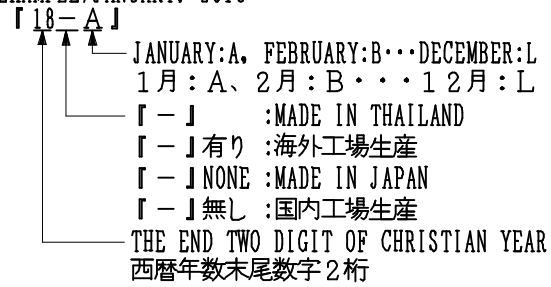 『18－A』
JANUARY:A, FEBRUARY:B・・・DECEMBER:L
1月：A、2月：B・・・12月：L
『－』 :MADE IN THAILAND
『－』有り :海外工場生産
『－』NONE :MADE IN JAPAN
『－』無し :国内工場生産
THE END TWO DIGIT OF CHRISTIAN YEAR
西暦年数末尾数字2桁